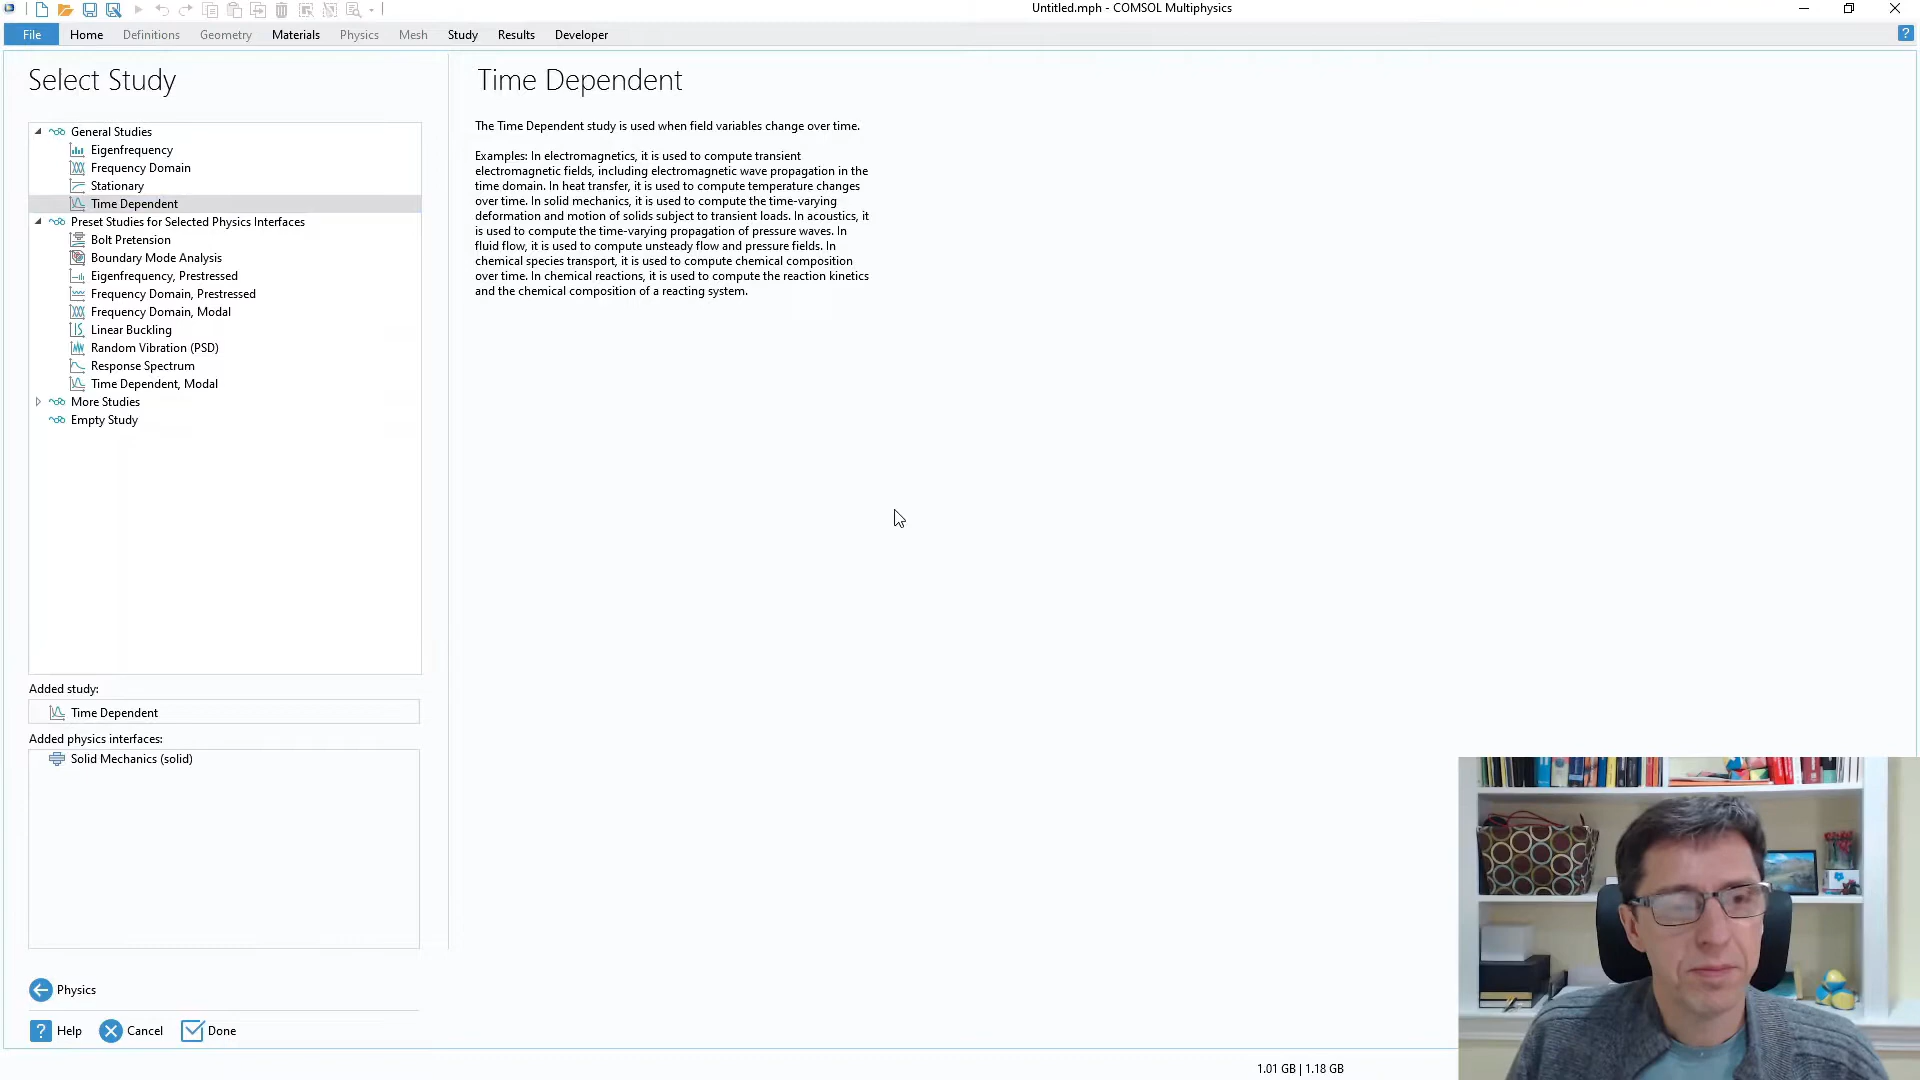 Untitled.mph - COMSOL Multiphysics
File Home Definitions Geometry Materials Physics Mesh Study Results Developer ?
Select Study
General Studies
Eigenfrequency
Frequency Domain
Stationary
Time Dependent
Preset Studies for Selected Physics Interfaces
Bolt Pretension
Boundary Mode Analysis
Eigenfrequency, Prestressed
Frequency Domain, Prestressed
Frequency Domain, Modal
Linear Buckling
Random Vibration (PSD)
Response Spectrum
Time Dependent, Modal
More Studies
Empty Study
Added study:
Time Dependent
Added physics interfaces:
Solid Mechanics (solid)
Physics
? Help Cancel Done
Time Dependent
The Time Dependent study is used when field variables change over time.
Examples: In electromagnetics, it is used to compute transient
electromagnetic fields, including electromagnetic wave propagation in the
time domain. In heat transfer, it is used to compute temperature changes
over time. In solid mechanics, it is used to compute the time-varying
deformation and motion of solids subject to transient loads. In acoustics, it
is used to compute the time-varying propagation of pressure waves. In
fluid flow, it is used to compute unsteady flow and pressure fields. In
chemical species transport, it is used to compute chemical composition
over time. In chemical reactions, it is used to compute the reaction kinetics
and the chemical composition of a reacting system.
1.01 GB | 1.18 GB